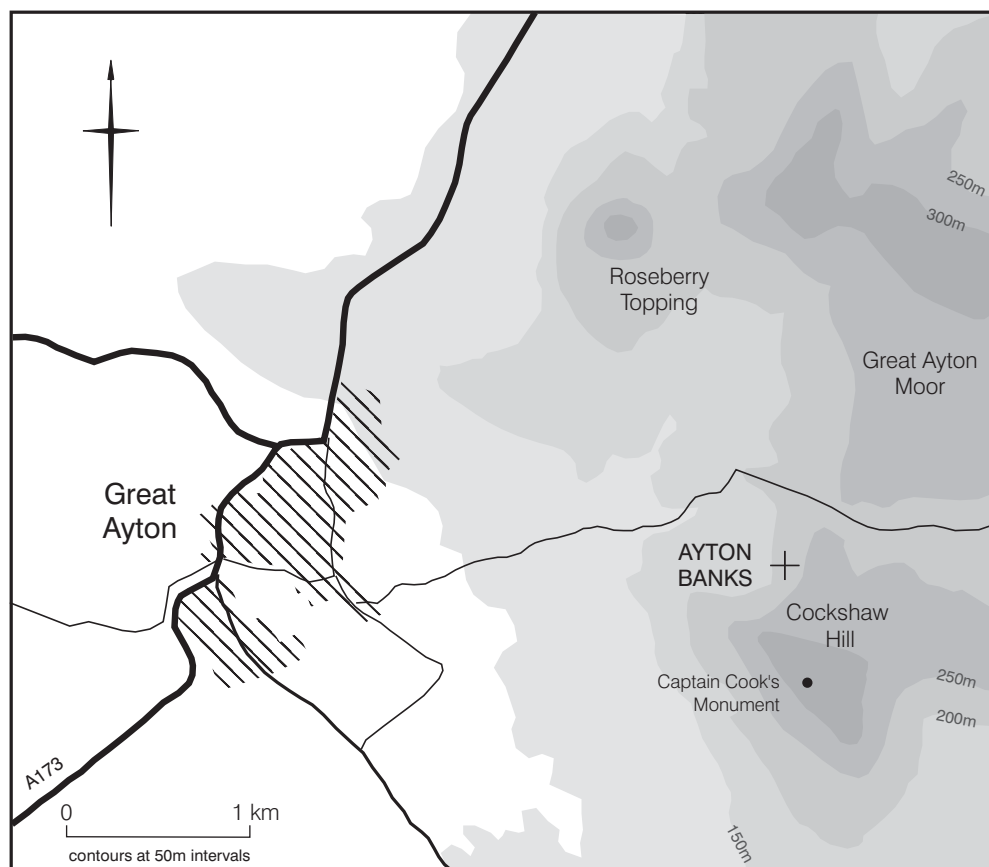 250m
300m
Roseberry
Topping
Great Ayton
Moor
Great
Ayton
AYTON
BANKS
Cockshaw
Hill
Captain Cook's
Monument
250m
200m
A173
0
1 km
contours at 50m intervals
150m